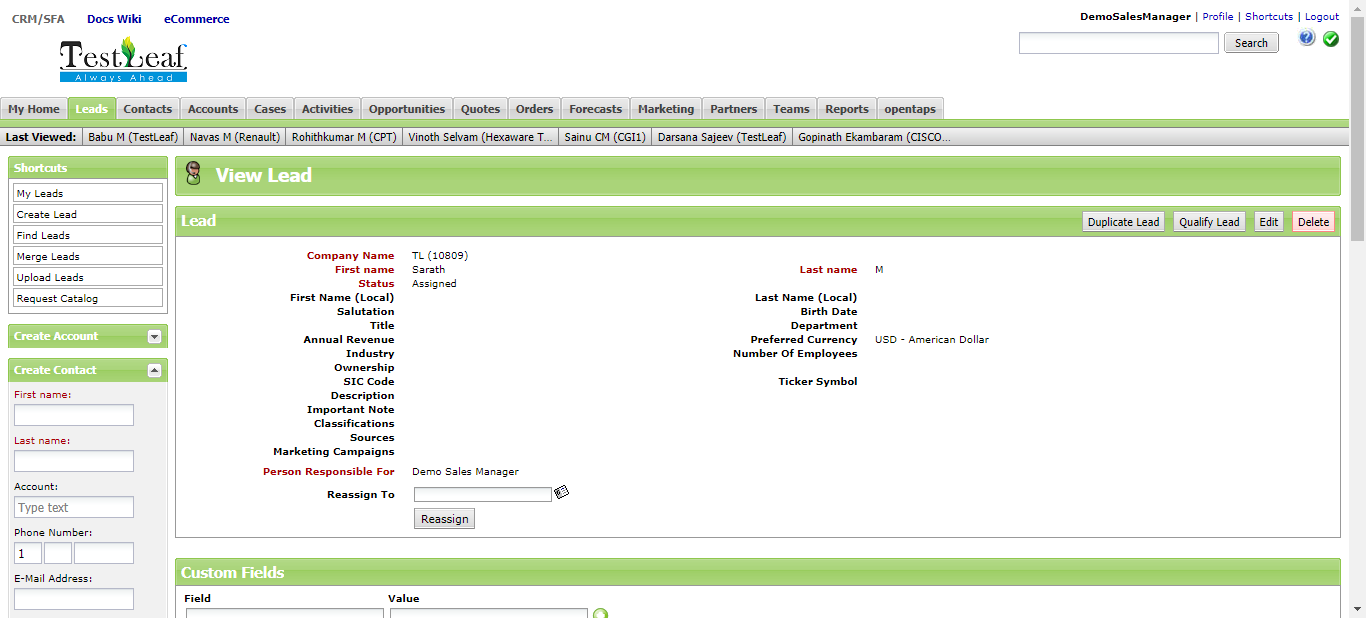 CRM/SFA Docs Wiki eCommerce
DemoSalesManager | Profile | Shortcuts | Logout
TestLeaf
Always Ahead
Search
My Home Leads Contacts Accounts Cases Activities Opportunities Quotes Orders Forecasts Marketing Partners Teams Reports opentaps
Last Viewed: Babu M (TestLeaf) Navas M (Renault) Rohithkumar M (CPT) Vinoth Selvam (Hexaware T... Sainu CM (CGI1) Darsana Sajeev (TestLeaf) Gopinath Ekambaram (CISCO...
Shortcuts
My Leads
Create Lead
Find Leads
Merge Leads
Upload Leads
Request Catalog
Create Account
Create Contact
First name:
Last name:
Account:
Type text
Phone Number:
1
E-Mail Address:
View Lead
Lead Duplicate Lead Qualify Lead Edit Delete
Company Name TL (10809)
First name Sarath Last name M
Status Assigned
First Name (Local) Last Name (Local)
Salutation Birth Date
Title Department
Annual Revenue Preferred Currency USD - American Dollar
Industry Number Of Employees
Ownership
SIC Code Ticker Symbol
Description
Important Note
Classifications
Sources
Marketing Campaigns
Person Responsible For Demo Sales Manager
Reassign To
Reassign
Custom Fields
Field Value